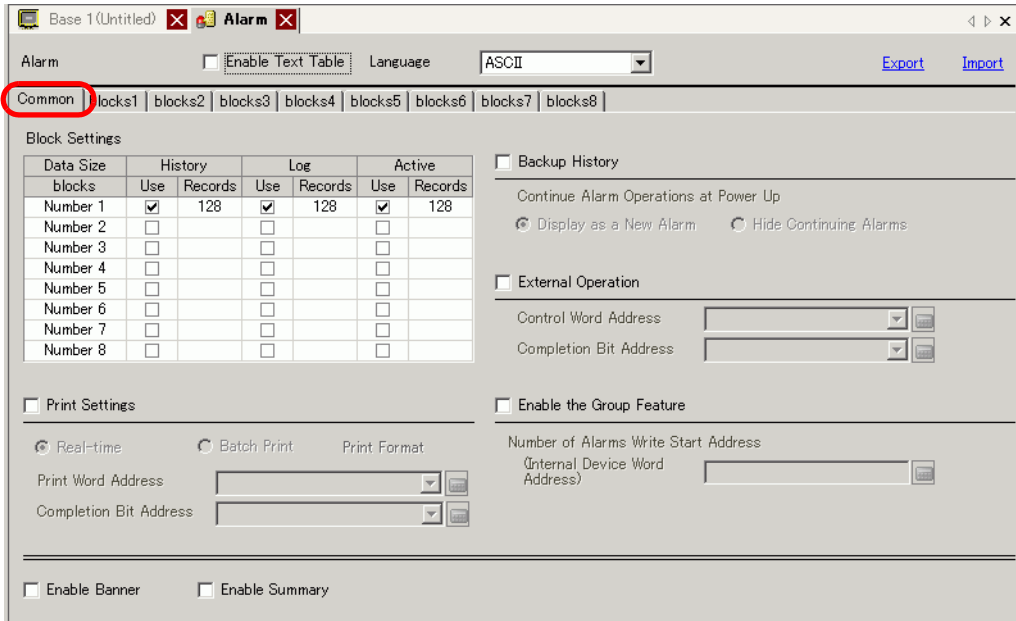 Base 1(Untitled) Alarm
Alarm Enable Text Table Language ASCII Export Import
Common blocks1 blocks2 blocks3 blocks4 blocks5 blocks6 blocks7 blocks8
Block Settings
Data Size History Log Active
blocks Use Records Use Records Use Records
Number 1 128 128 128
Number 2
Number 3
Number 4
Number 5
Number 6
Number 7
Number 8
Backup History
Continue Alarm Operations at Power Up
Display as a New Alarm Hide Continuing Alarms
External Operation
Control Word Address
Completion Bit Address
Print Settings
Real-time Batch Print Print Format
Print Word Address
Completion Bit Address
Enable the Group Feature
Number of Alarms Write Start Address
(Internal Device Word
Address)
Enable Banner Enable Summary